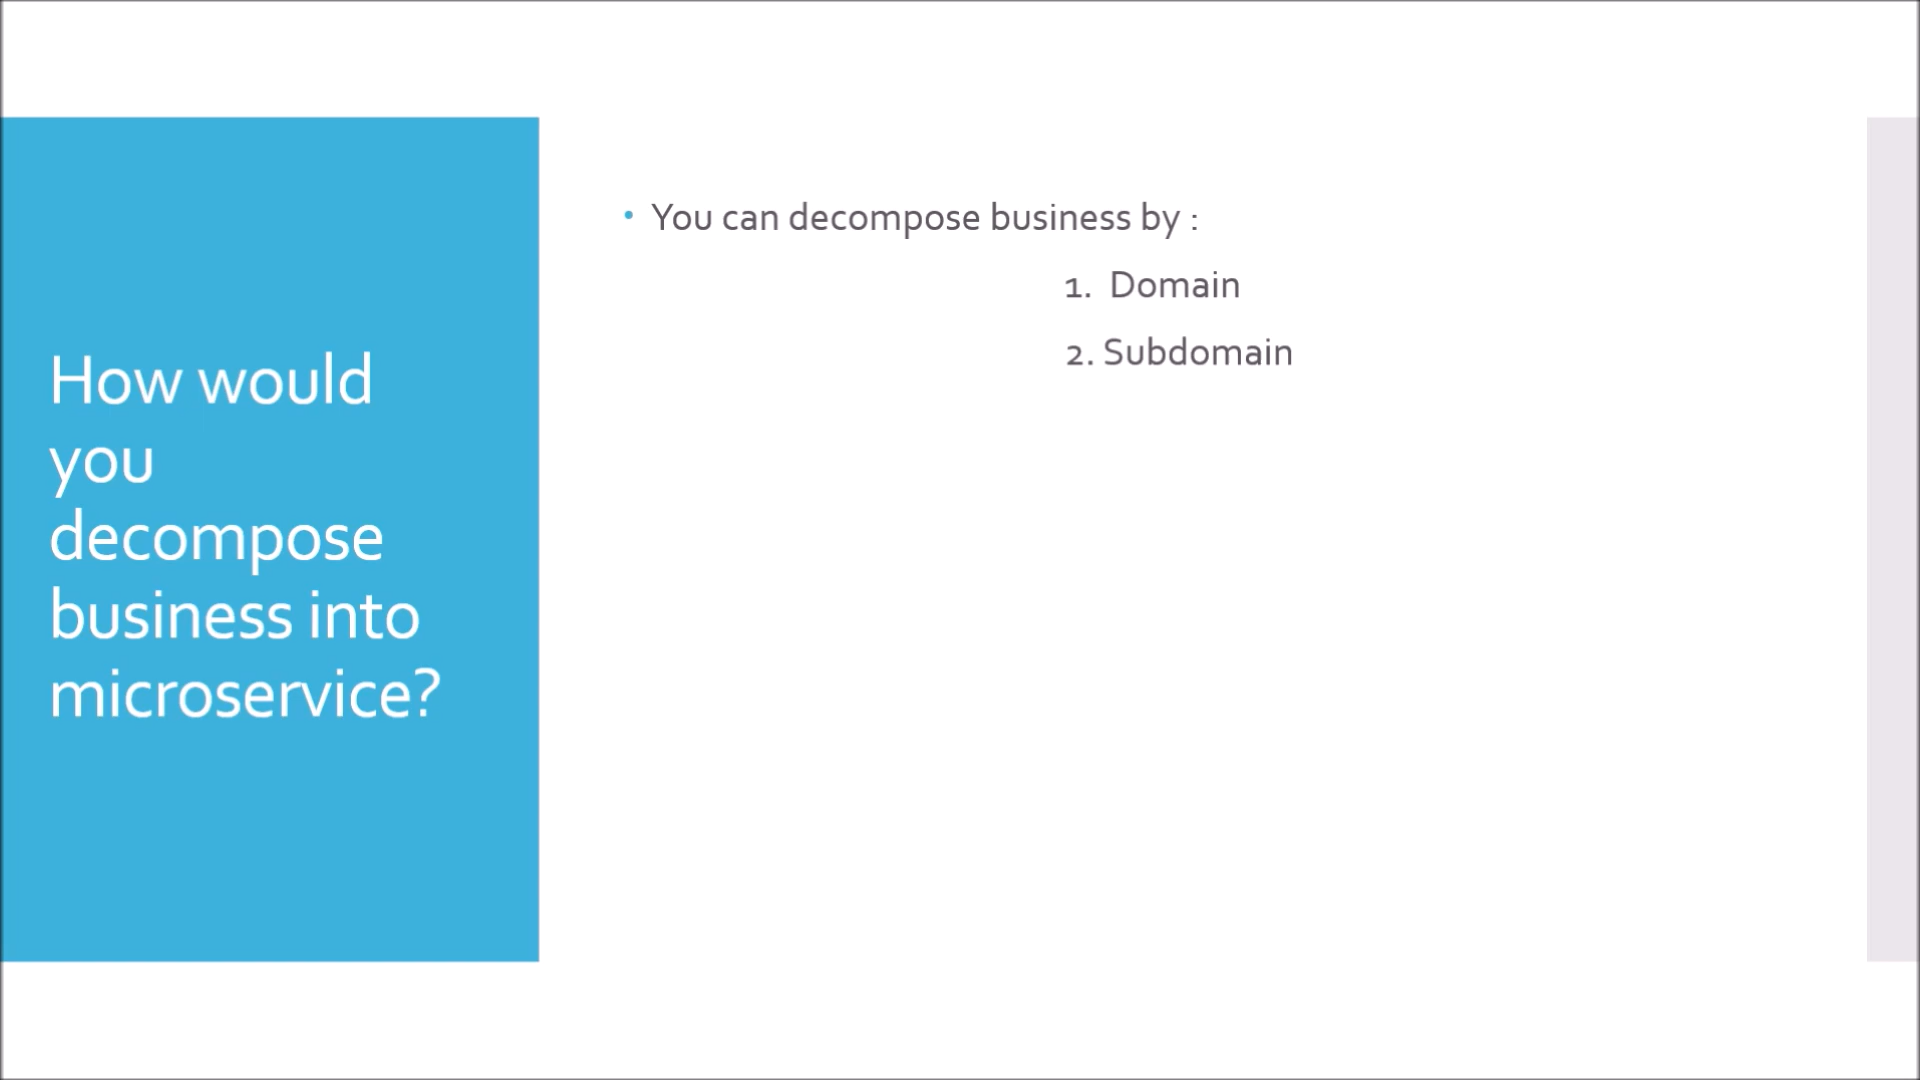 How would
you
decompose
business into
microservice?
• You can decompose business by :
1. Domain
2. Subdomain